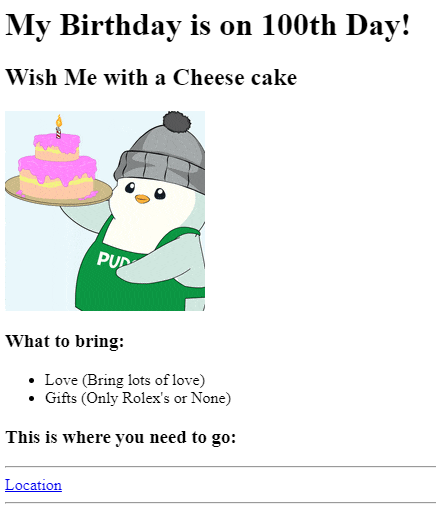 My Birthday is on 100th Day!
Wish Me with a Cheese cake
PUD
What to bring:
Love (Bring lots of love)
Gifts (Only Rolex's or None)
This is where you need to go:
Location